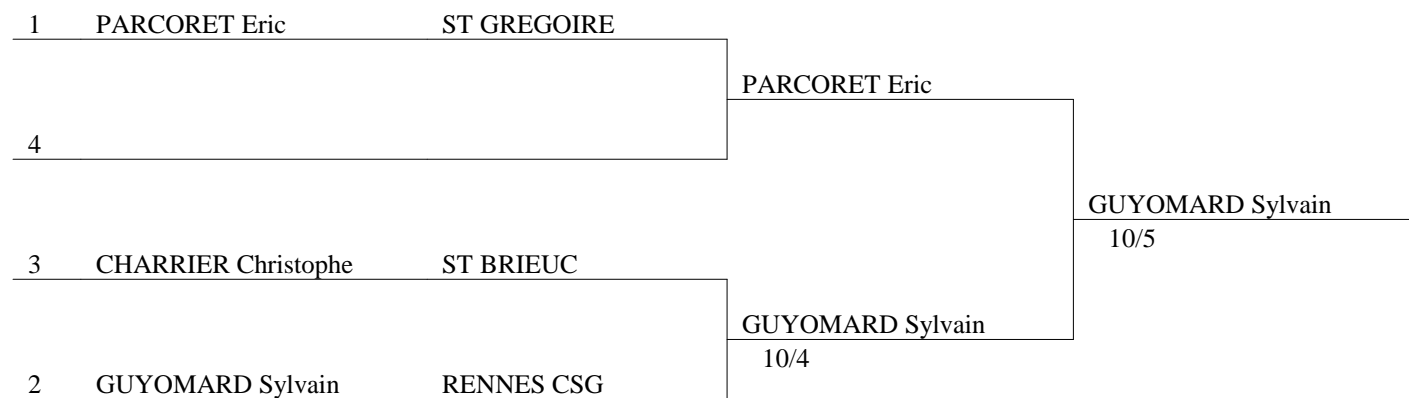 1 PARCORET Eric ST GREGOIRE
PARCORET Eric
4
GUYOMARD Sylvain
10/5
3 CHARRIER Christophe ST BRIEUC
GUYOMARD Sylvain
10/4
2 GUYOMARD Sylvain RENNES CSG